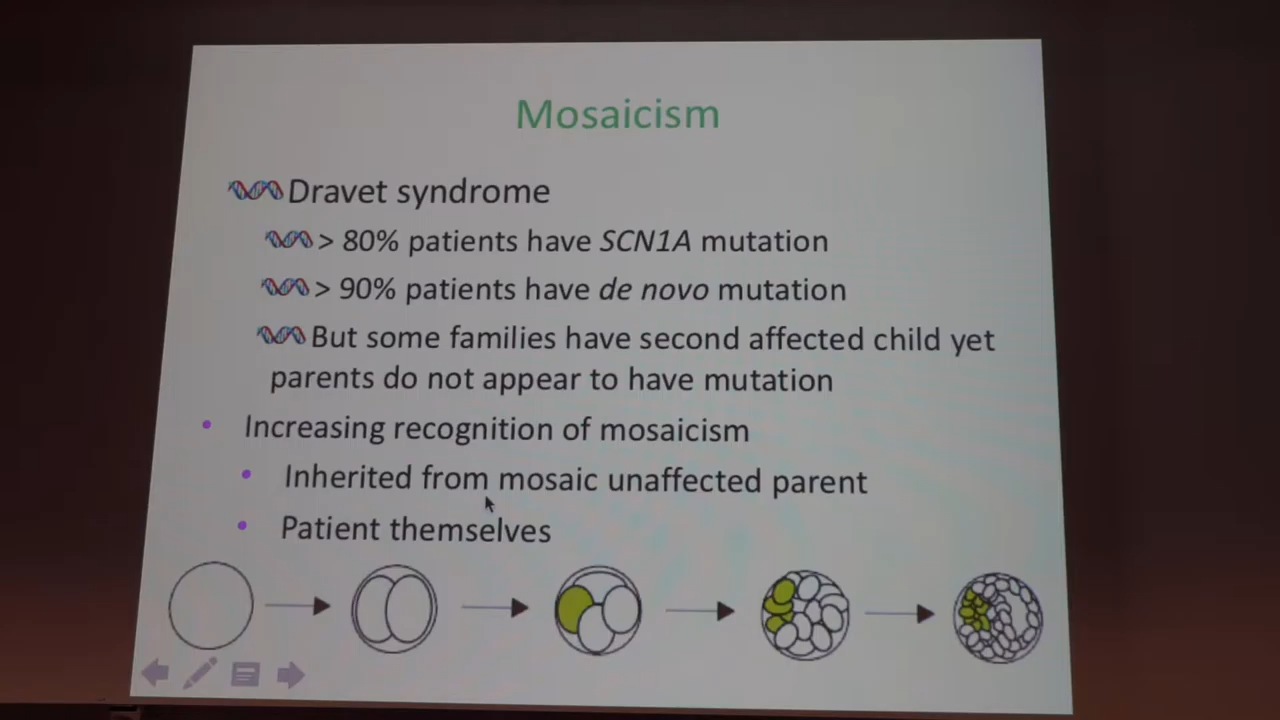 Mosaicism
Dravet syndrome
> 80% patients have SCN1A mutation
> 90% patients have de novo mutation
But some families have second affected child yet
parents do not appear to have mutation
• Increasing recognition of mosaicism
• Inherited from mosaic unaffected parent
• Patient themselves